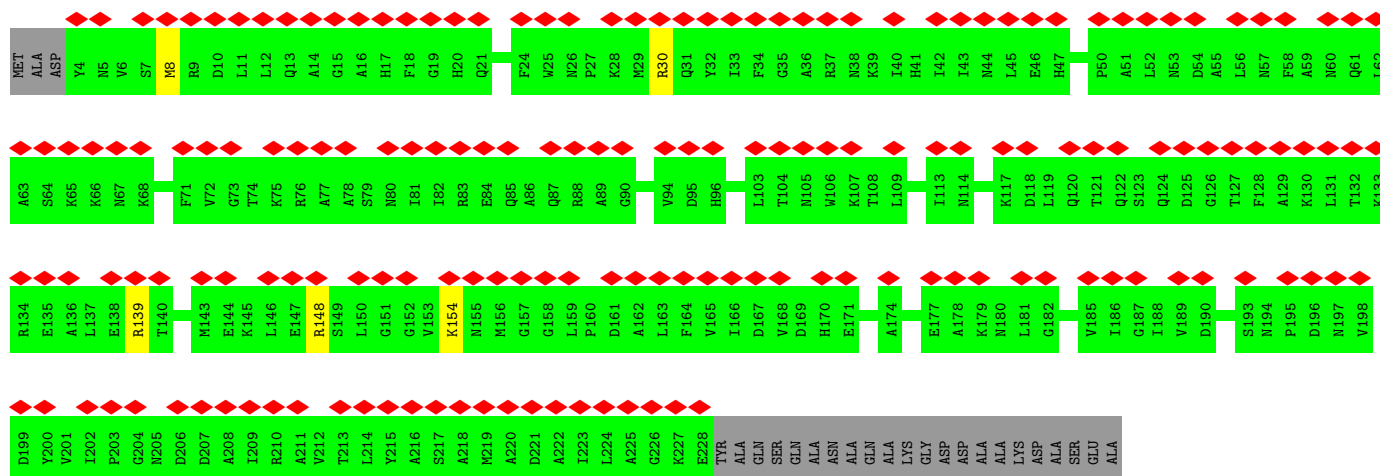 MET ALA ASP Y4 N5 V6 S7 M8 R9 D10 L11 L12 Q13 A14 G15 A16 H17 F18 G19 H20 Q21 F24 W25 N26 P27 K28 M29 R30 Q31 Y32 I33 F34 G35 A36 R37 N38 K39 I40 H41 I42 I43 N44 L45 E46 H47 P50 A51 L52 N53 D54 A55 L56 N57 F58 A59 N60 Q61 L62
A63 S64 K65 K66 N67 K68 F71 V72 G73 T74 K75 R76 A77 A78 S79 N80 I81 I82 R83 E84 Q85 A86 Q87 R88 A89 G90 V94 D95 H96 L103 T104 N105 W106 K107 T108 L109 I113 N114 K117 D118 L119 Q120 T121 Q122 S123 Q124 D125 G126 T127 F128 A129 K130 L131 T132 K133
R134 E135 A136 L137 E138 R139 T140 M143 E144 K145 L146 E147 R148 S149 L150 G151 G152 V153 K154 N155 M156 G157 G158 L159 P160 D161 A162 L163 F164 V165 I166 D167 V168 D169 H170 E171 A174 E177 A178 K179 N180 L181 G182 V185 I186 G187 I188 V189 D190 S193 N194 P195 D196 N197 V198
D199 Y200 V201 I202 P203 G204 N205 D206 D207 A208 I209 R210 A211 V212 T213 L214 Y215 A216 S217 A218 M219 A220 D221 A222 I223 L224 A225 G226 K227 E228 TYR ALA GLN SER GLN ALA ASN ALA GLN ALA LYS GLY ASP ASP ALA ALA LYS ASP ALA SER GLU ALA